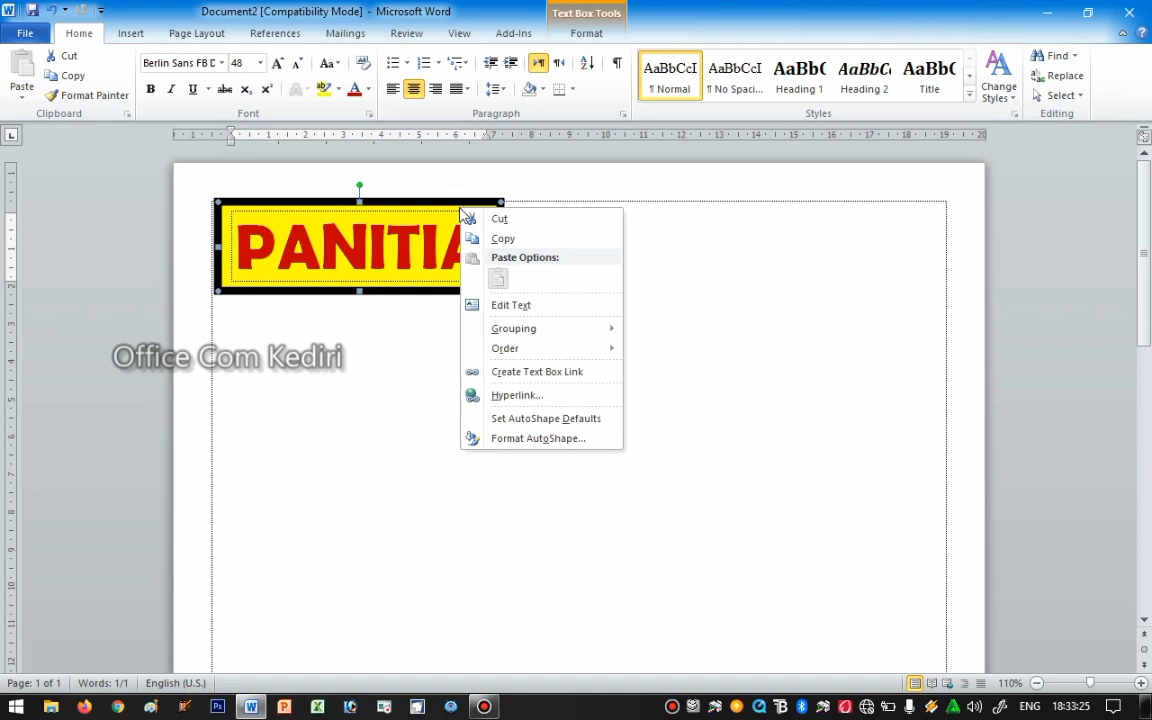 Document2 [Compatibility Mode] - Microsoft Word
Text Box Tools
File Home Insert Page Layout References Mailings Review View Add-Ins Format
Paste
Cut
Copy
Format Painter
Clipboard
Berlin Sans FB D 48
Font
Paragraph
AaBbCcI
¶ Normal
AaBbCcI
¶ No Spaci...
AaBbC
Heading 1
AaBbC
Heading 2
AaBbC
Title
Change
Styles
Styles
Find
Replace
Select
Editing
PANITIA
Cut
Copy
Paste Options:
Edit Text
Grouping
Order
Create Text Box Link
Hyperlink...
Set AutoShape Defaults
Format AutoShape...
Office Com Kediri
Page: 1 of 1 Words: 1/1 English (U.S.) 110%
ENG 18:33:25